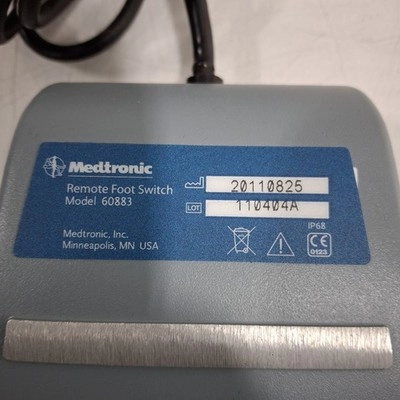 Medtronic
Remote Foot Switch
Model 60883
20110825
LOT 110404A
Medtronic, Inc.
Minneapolis, MN USA
IP68
CE
0123